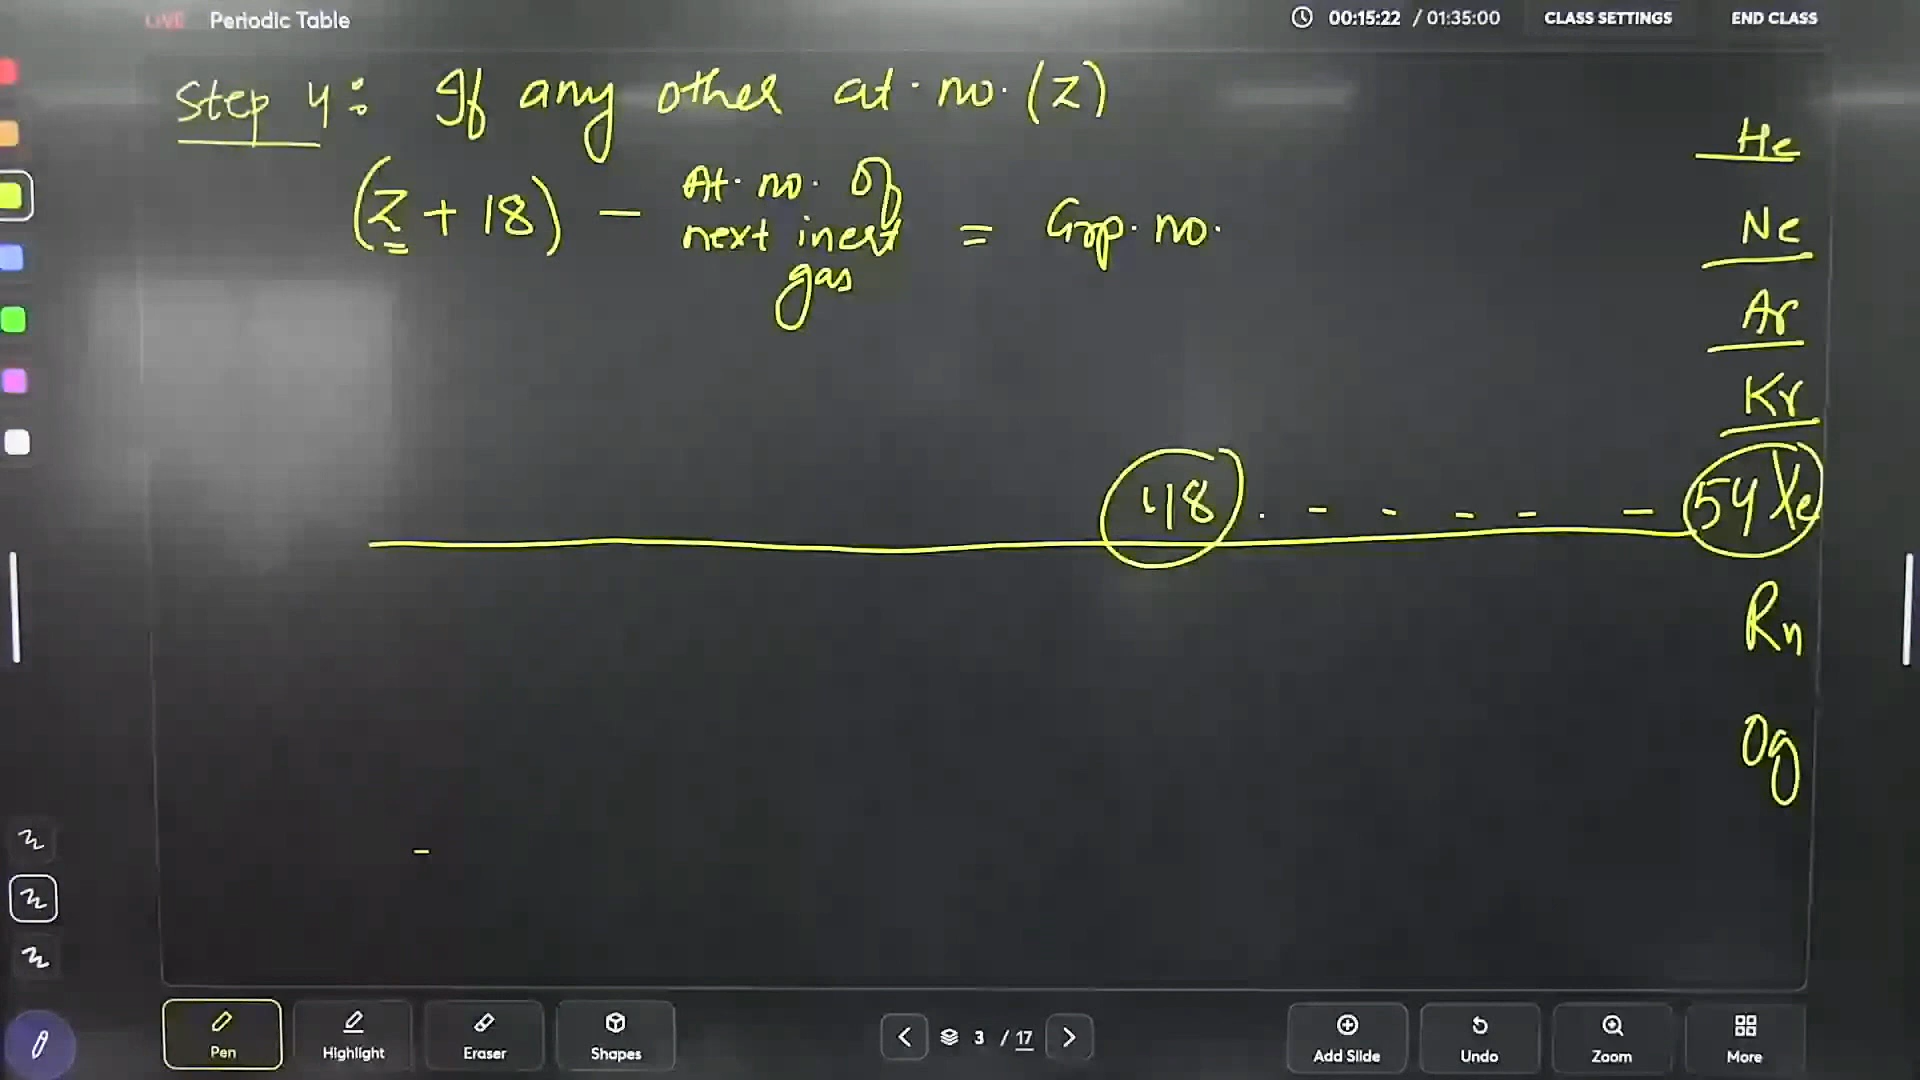 LIVE Periodic Table 00:15:22 / 01:35:00 CLASS SETTINGS END CLASS
Step 4: If any other at. no. (Z)
(Z + 18) - At. no. of next inert gas = Grp. no.
He
Ne
Ar
Kr
48 . - - - - - 54 Xe
Rn
Og
Pen Highlight Eraser Shapes 3 / 17 Add Slide Undo Zoom More